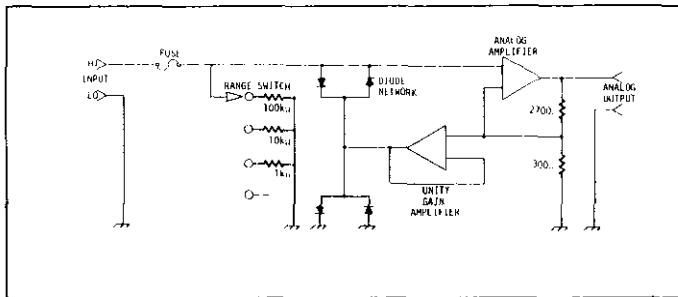 ANALOG
AMPLIFIER
FUSE
HI
INPUT
LO
RANGE SWITCH
100kΩ
10kΩ
1kΩ
DIODE
NETWORK
ANALOG
OUTPUT
2700Ω
300Ω
UNITY
GAIN
AMPLIFIER